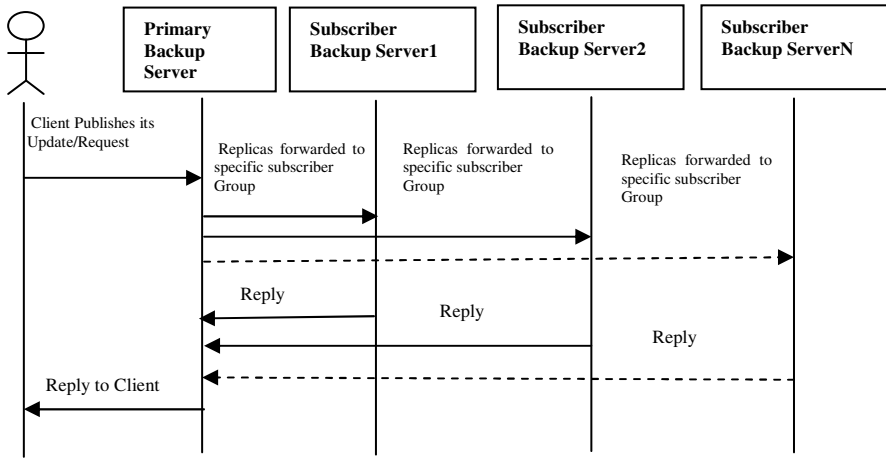 Primary
Backup
Server
Subscriber
Backup Server1
Subscriber
Backup Server2
Subscriber
Backup ServerN
Client Publishes its
Update/Request
Replicas forwarded to
specific subscriber
Group
Replicas forwarded to
specific subscriber
Group
Replicas forwarded to
specific subscriber
Group
Reply
Reply
Reply
Reply to Client